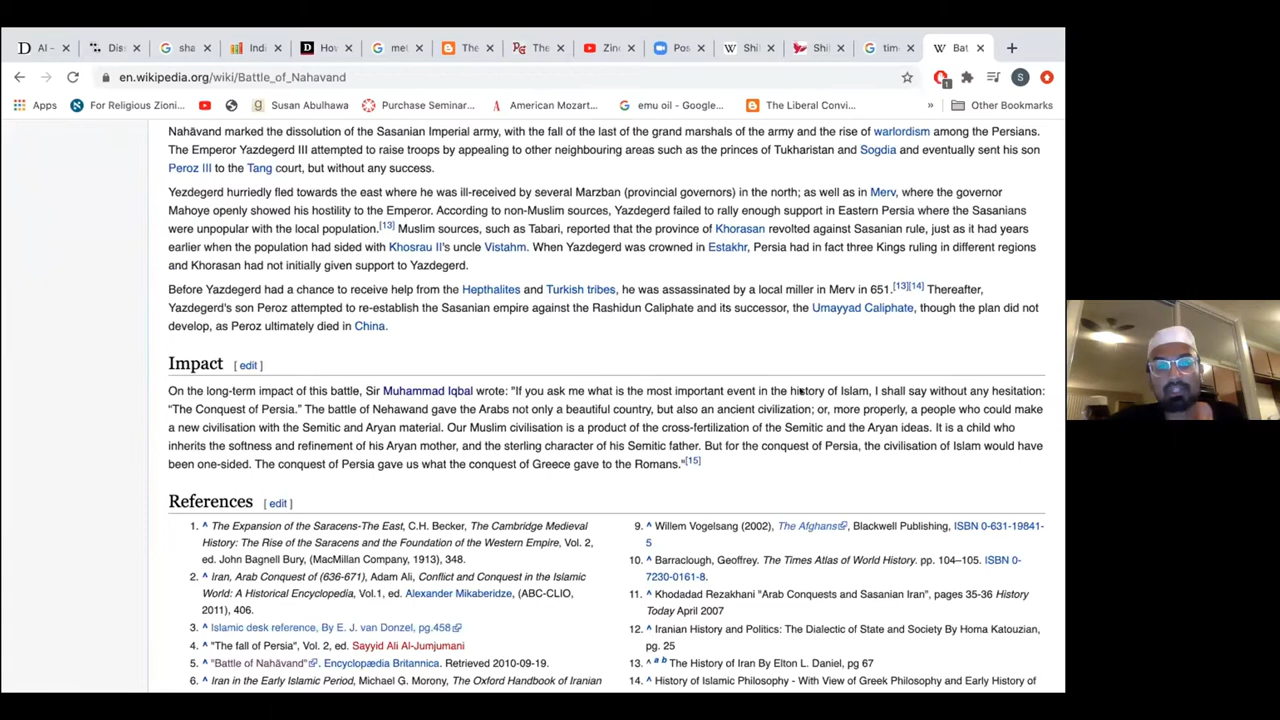 AI –
Dis
sha
Indi
How
mel
The
The
Zinc
Pos
Shil
Shil
time
Bat
en.wikipedia.org/wiki/Battle_of_Nahavand
1
S
Apps
For Religious Zioni...
Susan Abulhawa
Purchase Seminar...
American Mozart...
emu oil - Google...
The Liberal Convi...
»
Other Bookmarks
Nahāvand marked the dissolution of the Sasanian Imperial army, with the fall of the last of the grand marshals of the army and the rise of warlordism among the Persians.
The Emperor Yazdegerd III attempted to raise troops by appealing to other neighbouring areas such as the princes of Tukharistan and Sogdia and eventually sent his son
Peroz III to the Tang court, but without any success.
Yezdegerd hurriedly fled towards the east where he was ill-received by several Marzban (provincial governors) in the north; as well as in Merv, where the governor
Mahoye openly showed his hostility to the Emperor. According to non-Muslim sources, Yazdegerd failed to rally enough support in Eastern Persia where the Sasanians
were unpopular with the local population.[13] Muslim sources, such as Tabari, reported that the province of Khorasan revolted against Sasanian rule, just as it had years
earlier when the population had sided with Khosrau II's uncle Vistahm. When Yazdegerd was crowned in Estakhr, Persia had in fact three Kings ruling in different regions
and Khorasan had not initially given support to Yazdegerd.
Before Yazdegerd had a chance to receive help from the Hepthalites and Turkish tribes, he was assassinated by a local miller in Merv in 651.[13][14] Thereafter,
Yazdegerd's son Peroz attempted to re-establish the Sasanian empire against the Rashidun Caliphate and its successor, the Umayyad Caliphate, though the plan did not
develop, as Peroz ultimately died in China.
Impact [ edit ]
On the long-term impact of this battle, Sir Muhammad Iqbal wrote: "If you ask me what is the most important event in the history of Islam, I shall say without any hesitation:
“The Conquest of Persia.” The battle of Nehawand gave the Arabs not only a beautiful country, but also an ancient civilization; or, more properly, a people who could make
a new civilisation with the Semitic and Aryan material. Our Muslim civilisation is a product of the cross-fertilization of the Semitic and the Aryan ideas. It is a child who
inherits the softness and refinement of his Aryan mother, and the sterling character of his Semitic father. But for the conquest of Persia, the civilisation of Islam would have
been one-sided. The conquest of Persia gave us what the conquest of Greece gave to the Romans."[15]
References [ edit ]
1. ^ The Expansion of the Saracens-The East, C.H. Becker, The Cambridge Medieval
History: The Rise of the Saracens and the Foundation of the Western Empire, Vol. 2,
ed. John Bagnell Bury, (MacMillan Company, 1913), 348.
2. ^ Iran, Arab Conquest of (636-671), Adam Ali, Conflict and Conquest in the Islamic
World: A Historical Encyclopedia, Vol.1, ed. Alexander Mikaberidze, (ABC-CLIO,
2011), 406.
3. ^ Islamic desk reference, By E. J. van Donzel, pg.458
4. ^ "The fall of Persia", Vol. 2, ed. Sayyid Ali Al-Jumjumani
5. ^ "Battle of Nahāvand". Encyclopædia Britannica. Retrieved 2010-09-19.
6. ^ Iran in the Early Islamic Period, Michael G. Morony, The Oxford Handbook of Iranian
9. ^ Willem Vogelsang (2002), The Afghans, Blackwell Publishing, ISBN 0-631-19841-
5
10. ^ Barraclough, Geoffrey. The Times Atlas of World History. pp. 104–105. ISBN 0-
7230-0161-8.
11. ^ Khodadad Rezakhani "Arab Conquests and Sasanian Iran", pages 35-36 History
Today April 2007
12. ^ Iranian History and Politics: The Dialectic of State and Society By Homa Katouzian,
pg. 25
13. ^ a b The History of Iran By Elton L. Daniel, pg 67
14. ^ History of Islamic Philosophy - With View of Greek Philosophy and Early History of